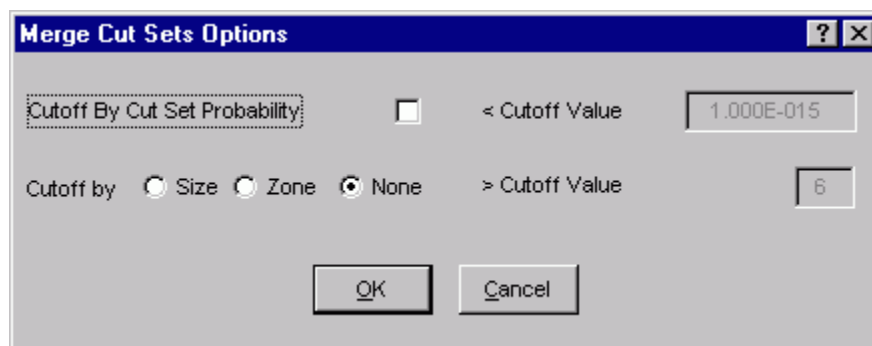 Merge Cut Sets Options ? X
Cutoff By Cut Set Probability < Cutoff Value 1.000E-015
Cutoff by Size Zone None > Cutoff Value 6
OK Cancel